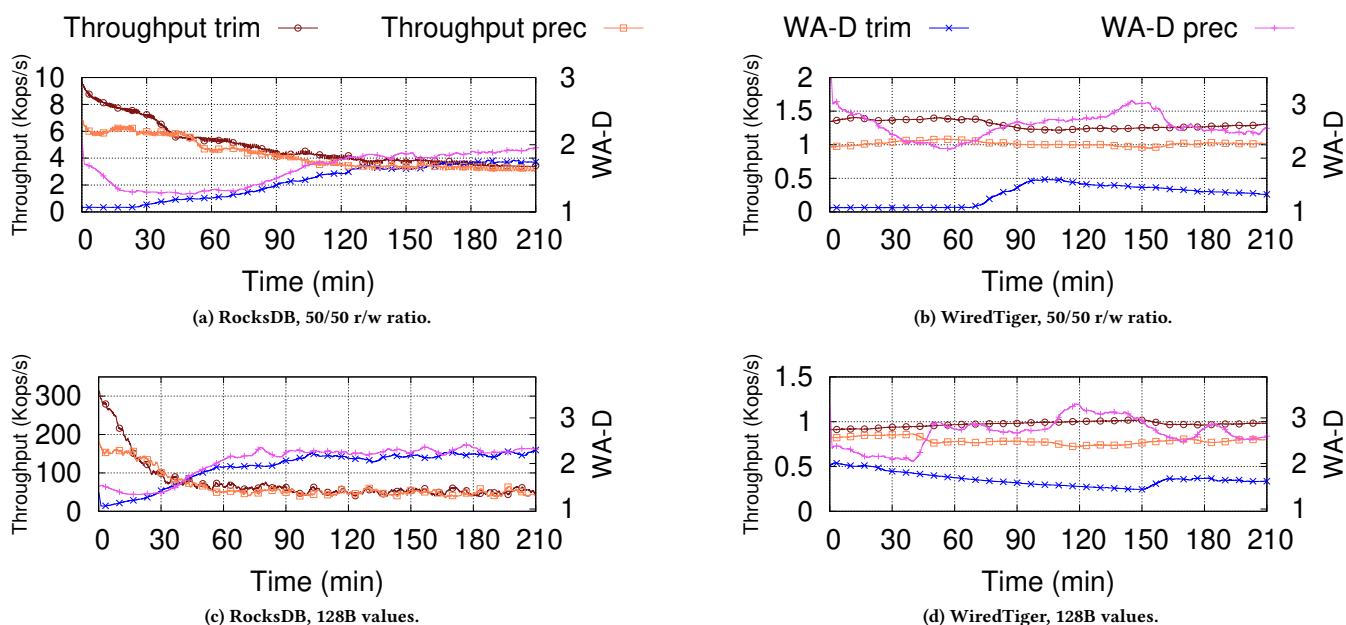 Throughput trim Throughput prec WA-D trim WA-D prec
Throughput (Kops/s)
10
8
6
4
2
0
3
2
1
WA-D
0 30 60 90 120 150 180 210
Time (min)
(a) RocksDB, 50/50 r/w ratio.
Throughput (Kops/s)
2
1.5
1
0.5
0
3
2
1
WA-D
0 30 60 90 120 150 180 210
Time (min)
(b) WiredTiger, 50/50 r/w ratio.
Throughput (Kops/s)
300
200
100
0
3
2
1
WA-D
0 30 60 90 120 150 180 210
Time (min)
(c) RocksDB, 128B values.
Throughput (Kops/s)
1.5
1
0.5
0
3
2
1
WA-D
0 30 60 90 120 150 180 210
Time (min)
(d) WiredTiger, 128B values.